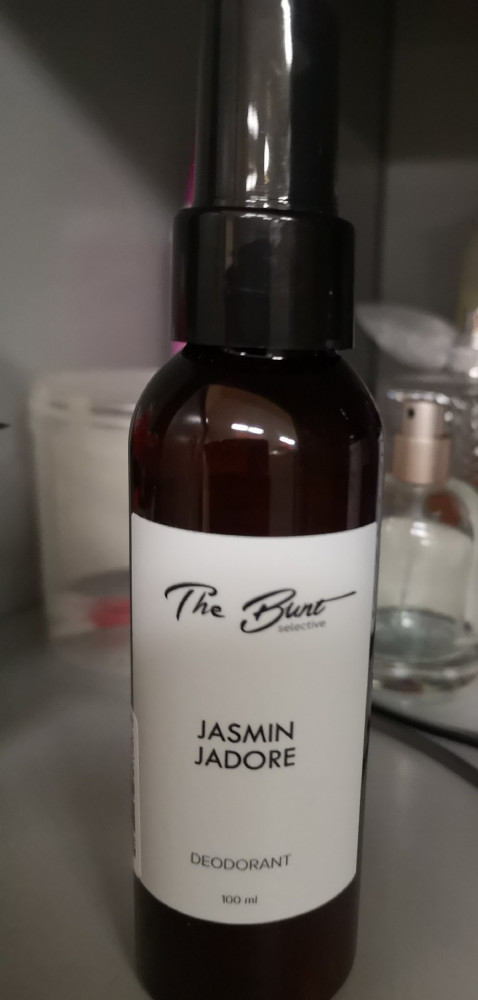 The Bunt
selective
JASMIN
JADORE
DEODORANT
100 ml